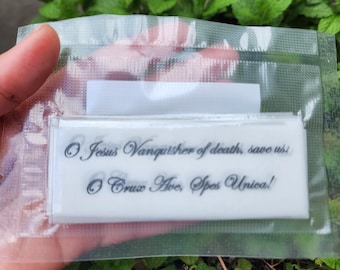 O Jesus Vanquisher of death, save us:
O Crux Ave, Spes Unica!